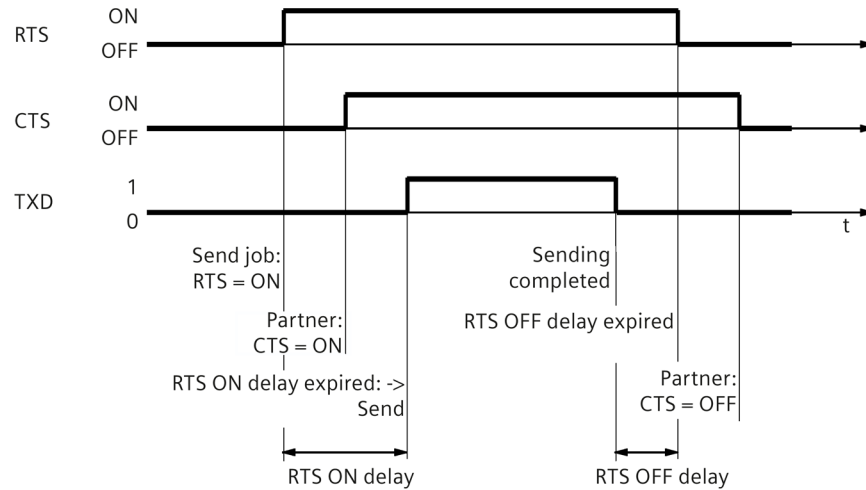 RTS
ON
OFF
CTS
ON
OFF
TXD
1
0
t
Send job:
RTS = ON
Partner:
CTS = ON
RTS ON delay expired: ->
Send
Sending
completed
RTS OFF delay expired
Partner:
CTS = OFF
RTS ON delay
RTS OFF delay